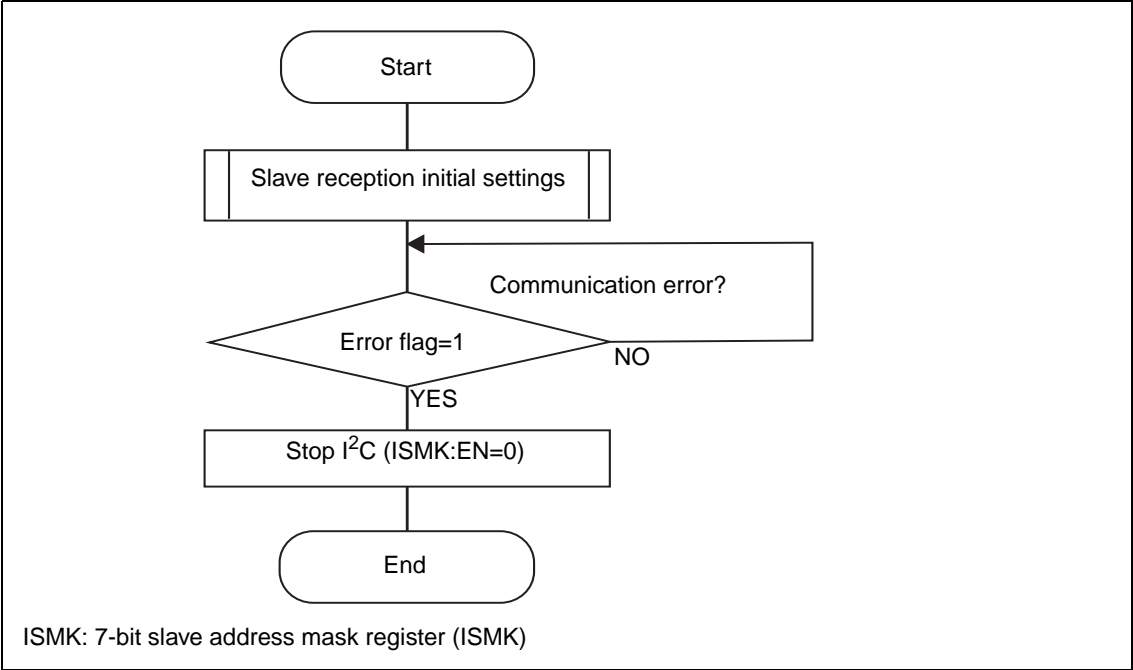 Start
Slave reception initial settings
Communication error?
Error flag=1
NO
YES
Stop I²C (ISMK:EN=0)
End
ISMK: 7-bit slave address mask register (ISMK)